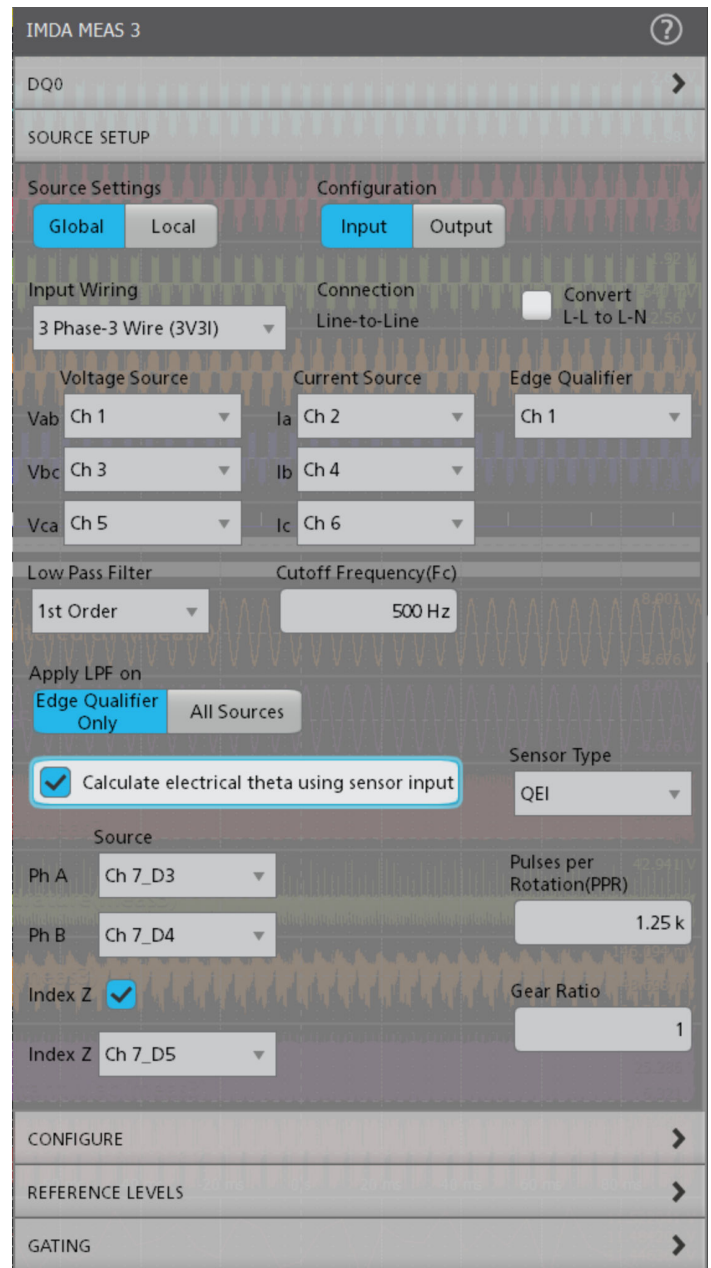 IMDA MEAS 3
?
DQ0
SOURCE SETUP
Source Settings
Configuration
Global
Local
Input
Output
Input Wiring
Connection
Convert
L-L to L-N
3 Phase-3 Wire (3V3I)
Line-to-Line
Voltage Source
Current Source
Edge Qualifier
Vab Ch 1
Ia Ch 2
Ch 1
Vbc Ch 3
Ib Ch 4
Vca Ch 5
Ic Ch 6
Low Pass Filter
Cutoff Frequency(Fc)
1st Order
500 Hz
Apply LPF on
Edge Qualifier
Only
All Sources
Calculate electrical theta using sensor input
Sensor Type
QEI
Source
Ph A Ch 7_D3
Pulses per
Rotation(PPR)
1.25 k
Ph B Ch 7_D4
Index Z
Gear Ratio
1
Index Z Ch 7_D5
CONFIGURE
REFERENCE LEVELS
GATING